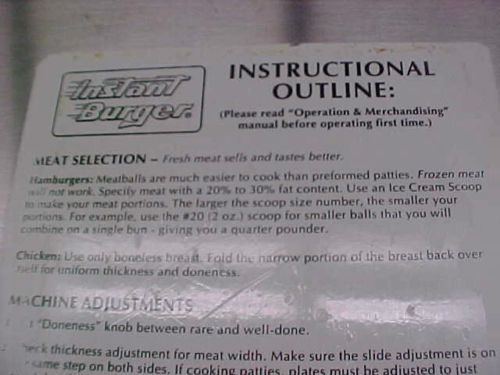 Instant
Burger®
INSTRUCTIONAL
OUTLINE:
(Please read "Operation & Merchandising"
manual before operating first time.)
MEAT SELECTION – Fresh meat sells and tastes better.
Hamburgers: Meatballs are much easier to cook than preformed patties. Frozen meat
will not work. Specify meat with a 20% to 30% fat content. Use an Ice Cream Scoop
to make your meat portions. The larger the scoop size number, the smaller your
portions. For example, use the #20 (2 oz.) scoop for smaller balls that you will
combine on a single bun - giving you a quarter pounder.
Chicken: Use only boneless breast. Fold the narrow portion of the breast back over
itself for uniform thickness and doneness.
MACHINE ADJUSTMENTS
"Doneness" knob between rare and well-done.
thickness adjustment for meat width. Make sure the slide adjustment is on
same step on both sides. If cooking patties, plates must be adjusted to just